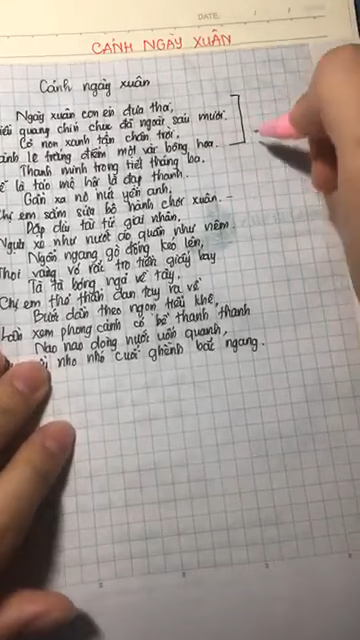 DATE
CẢNH NGÀY XUÂN
Cảnh ngày xuân
Ngày xuân con én đưa thoi,
quang chín chục đã ngoài sáu mươi.
Cỏ non xanh tận chân trời,
cành lê trắng điểm một vài bông hoa.
Thanh minh trong tiết tháng ba.
là tảo mộ hội là đạp thanh.
Gần xa nô nức yến anh,
Chị em sắm sửa bộ hành chơi xuân.
Dập dìu tài tử giai nhân,
Ngựa xe như nước áo quần như nêm.
Ngổn ngang gò đống kéo lên,
Thoi vàng vó rắc tro tiền giấy bay
Tà tà bóng ngả về tây,
Chị em thơ thẩn dan tay ra về
Bước dần theo ngọn tiểu khê,
xem phong cảnh có bề thanh thanh
Nao nao dòng nước uốn quanh,
nho nhỏ cuối ghềnh bắc ngang.